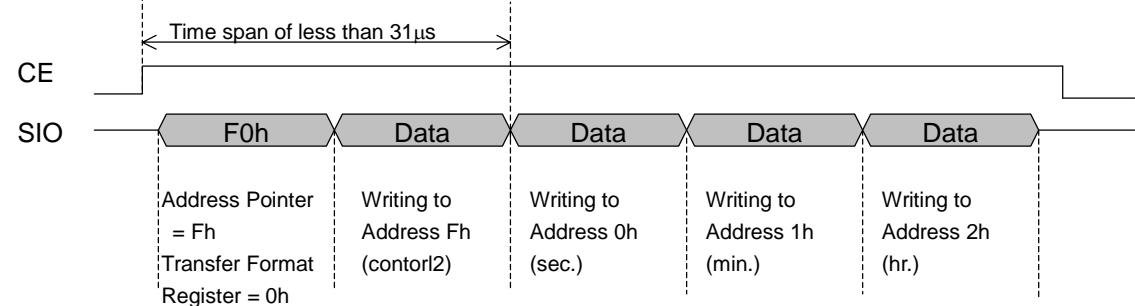 Time span of less than 31μs
CE
SIO
F0h Data Data Data Data
Address Pointer Writing to Writing to Writing to Writing to
= Fh Address Fh Address 0h Address 1h Address 2h
Transfer Format (contorl2) (sec.) (min.) (hr.)
Register = 0h